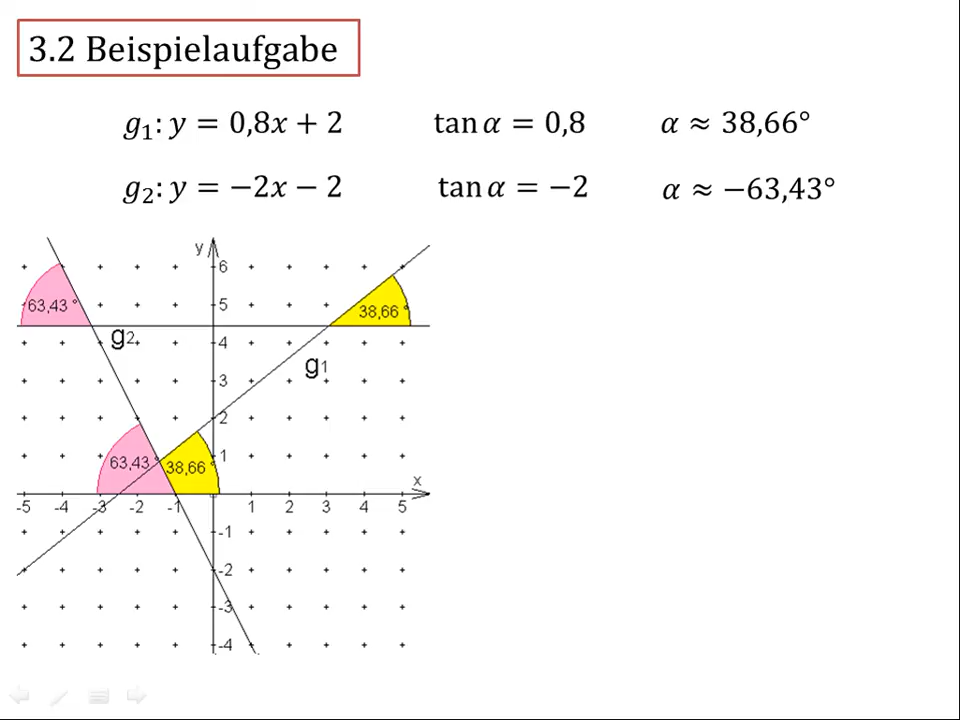 3.2 Beispielaufgabe
g₁: y = 0,8x + 2 tan α = 0,8 α ≈ 38,66°
g₂: y = −2x − 2 tan α = −2 α ≈ −63,43°
y
6
63,43 ° 5 38,66 °
g2 4
g1
3
2
1
63,43 ° 38,66 °
x
-5 -4 -3 -2 -1 1 2 3 4 5
-1
-2
-3
-4